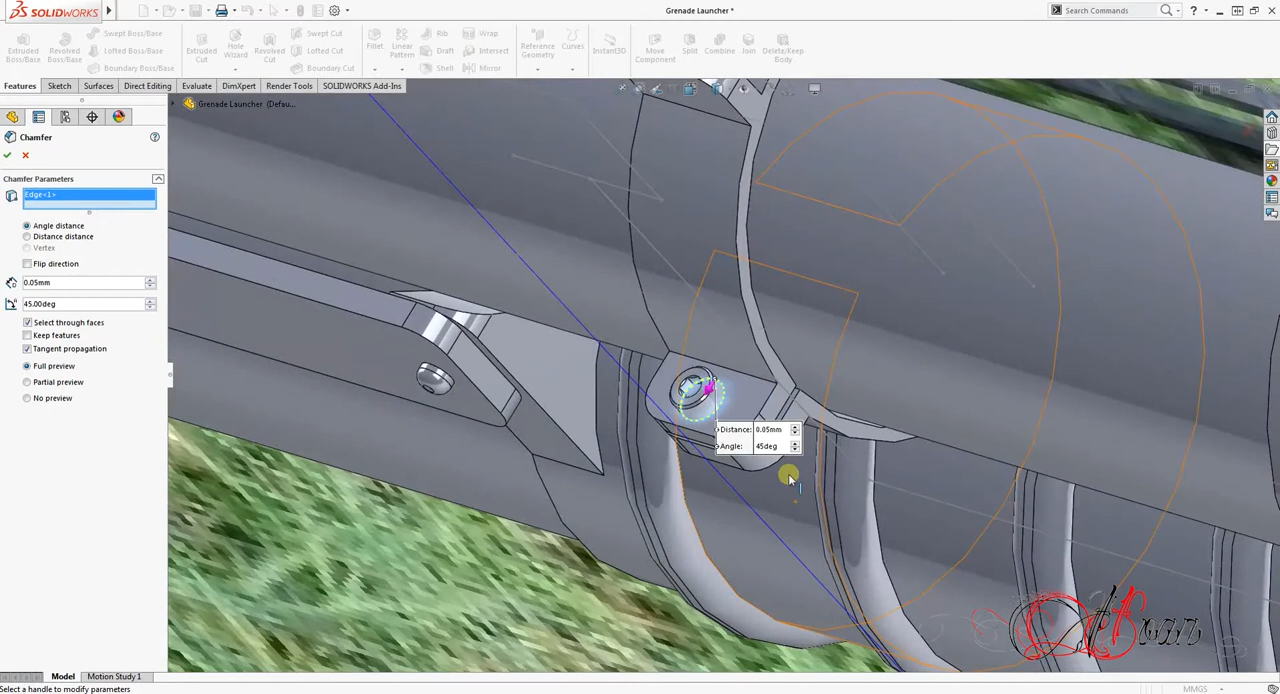 SOLIDWORKS
Grenade Launcher *
Search Commands
Extruded Boss/Base
Revolved Boss/Base
Swept Boss/Base
Lofted Boss/Base
Boundary Boss/Base
Extruded Cut
Hole Wizard
Revolved Cut
Swept Cut
Lofted Cut
Boundary Cut
Fillet
Linear Pattern
Rib
Draft
Shell
Wrap
Intersect
Mirror
Reference Geometry
Curves
Instant3D
Move Component
Split
Combine
Join
Delete/Keep Body
Features
Sketch
Surfaces
Direct Editing
Evaluate
DimXpert
Render Tools
SOLIDWORKS Add-Ins
Grenade Launcher (Defau...
Chamfer
Chamfer Parameters
Edge<1>
Angle distance
Distance distance
Vertex
Flip direction
0.05mm
45.00deg
Select through faces
Keep features
Tangent propagation
Full preview
Partial preview
No preview
Distance: 0.05mm
Angle: 45deg
Model
Motion Study 1
Select a handle to modify parameters
MMGS